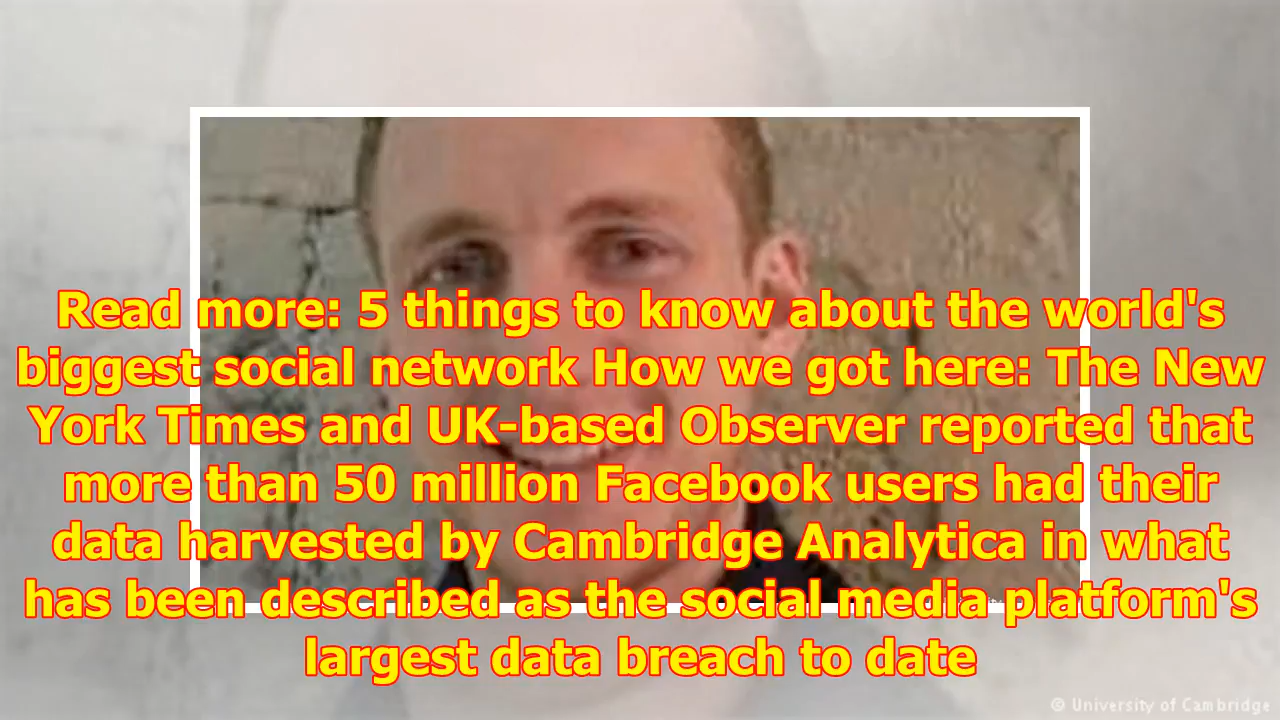 Read more: 5 things to know about the world's
biggest social network How we got here: The New
York Times and UK-based Observer reported that
more than 50 million Facebook users had their
data harvested by Cambridge Analytica in what
has been described as the social media platform's
largest data breach to date
© University of Cambridge